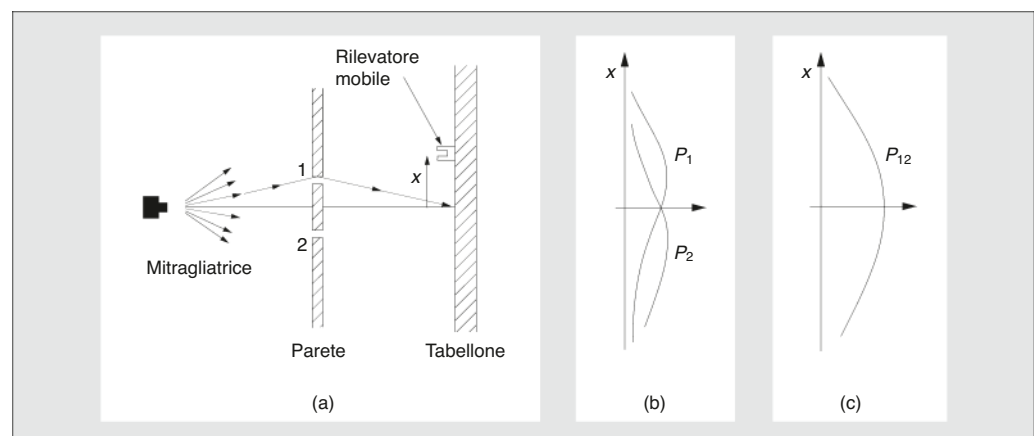 Rilevatore
mobile
x
1
x
2
Mitragliatrice
Parete
Tabellone
(a)
x
P1
P2
(b)
x
P12
(c)